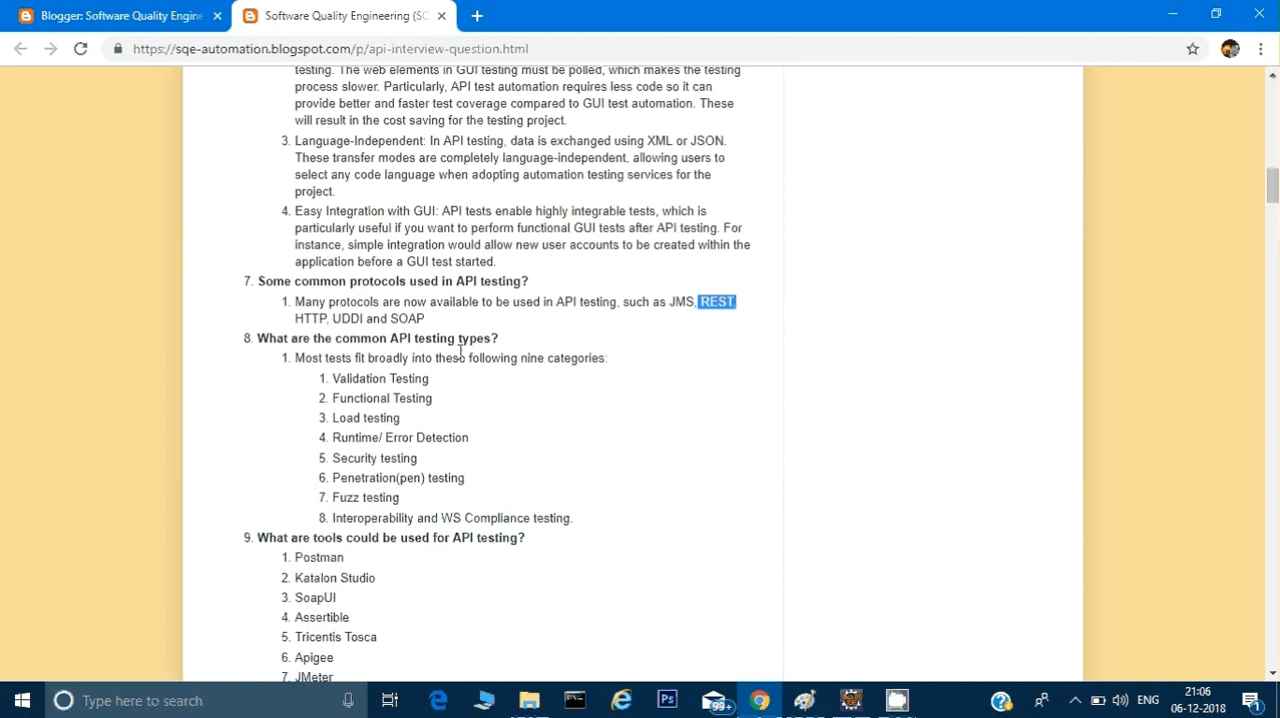 Blogger: Software Quality Engine
Software Quality Engineering (SC
https://sqe-automation.blogspot.com/p/api-interview-question.html
testing. The web elements in GUI testing must be polled, which makes the testing
process slower. Particularly, API test automation requires less code so it can
provide better and faster test coverage compared to GUI test automation. These
will result in the cost saving for the testing project.
3. Language-Independent: In API testing, data is exchanged using XML or JSON.
These transfer modes are completely language-independent, allowing users to
select any code language when adopting automation testing services for the
project.
4. Easy Integration with GUI: API tests enable highly integrable tests, which is
particularly useful if you want to perform functional GUI tests after API testing. For
instance, simple integration would allow new user accounts to be created within the
application before a GUI test started.
7. Some common protocols used in API testing?
1. Many protocols are now available to be used in API testing, such as JMS, REST,
HTTP, UDDI and SOAP
8. What are the common API testing types?
1. Most tests fit broadly into these following nine categories:
1. Validation Testing
2. Functional Testing
3. Load testing
4. Runtime/ Error Detection
5. Security testing
6. Penetration(pen) testing
7. Fuzz testing
8. Interoperability and WS Compliance testing.
9. What are tools could be used for API testing?
1. Postman
2. Katalon Studio
3. SoapUI
4. Assertible
5. Tricentis Tosca
6. Apigee
7. JMeter
Type here to search
Ps
99+
ENG
21:06
06-12-2018
1